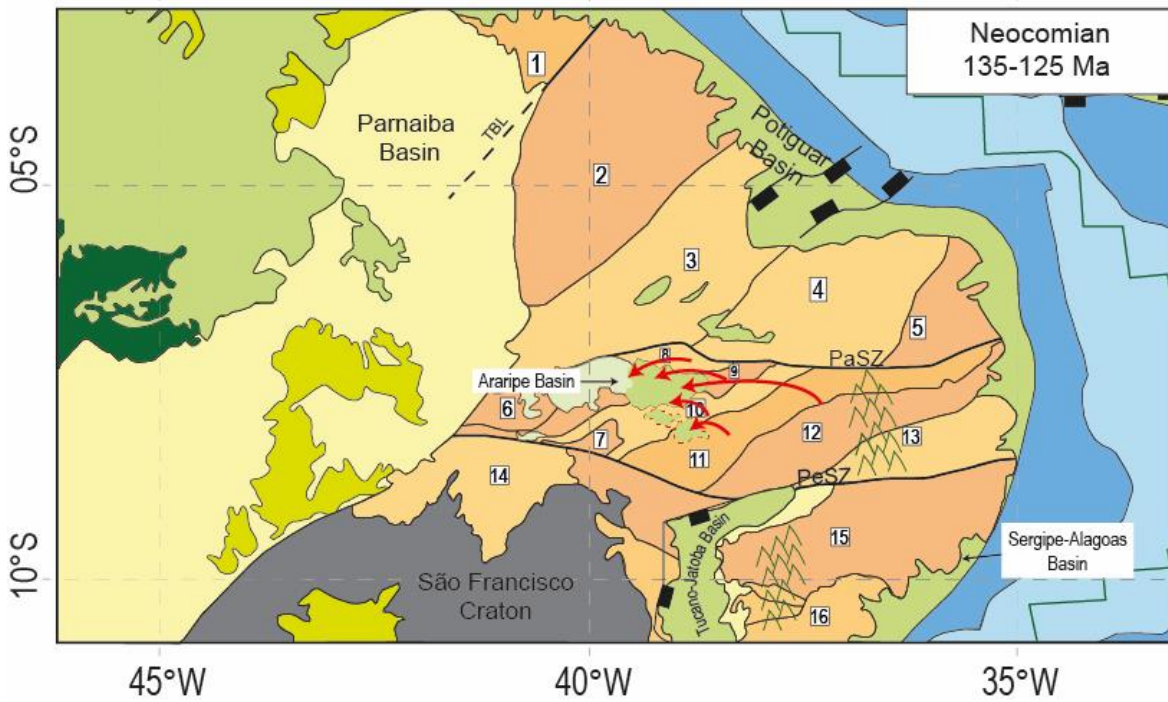 Neocomian
135-125 Ma
1
Parnaiba
Basin
TBL
Potiguar
Basin
05°S
2
3
4
5
PaSZ
8
9
Araripe Basin
6
10
7
11
12
13
14
PeSZ
15
Sergipe-Alagoas
Basin
Tucano-Jatoba Basin
10°S
São Francisco
Craton
16
45°W
40°W
35°W